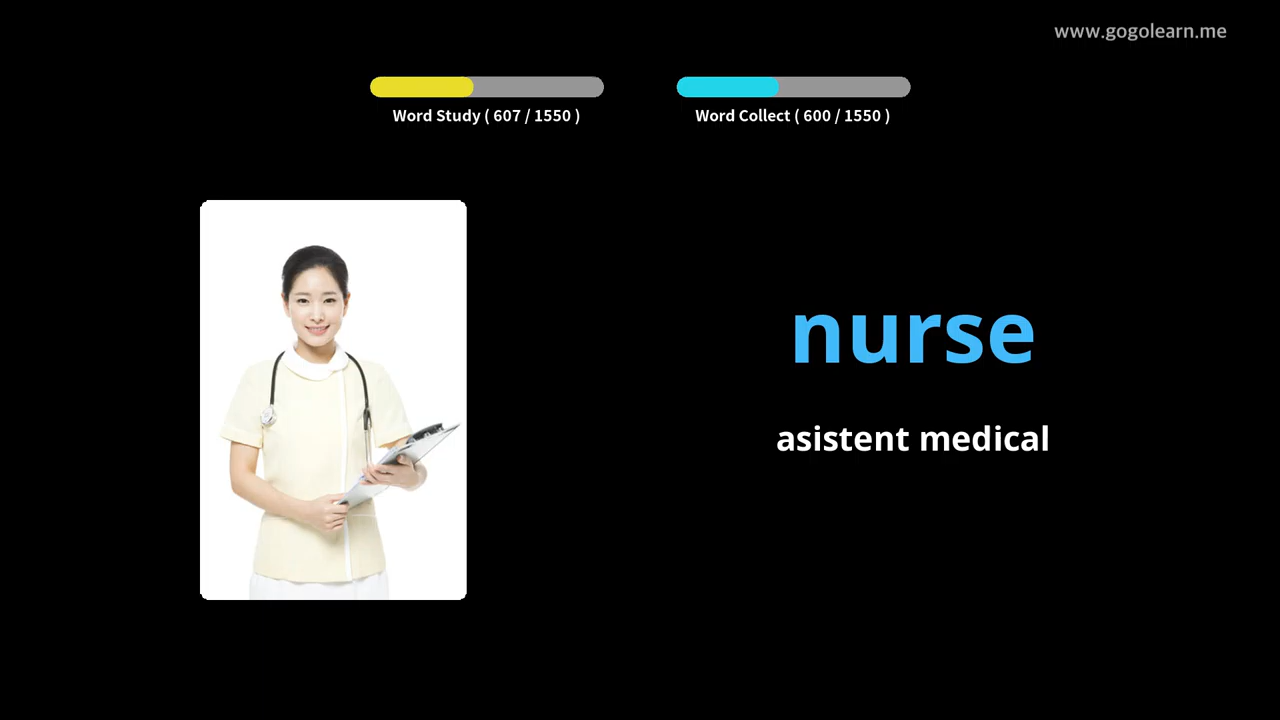 www.gogolearn.me
Word Study ( 607 / 1550 )
Word Collect ( 600 / 1550 )
nurse
asistent medical